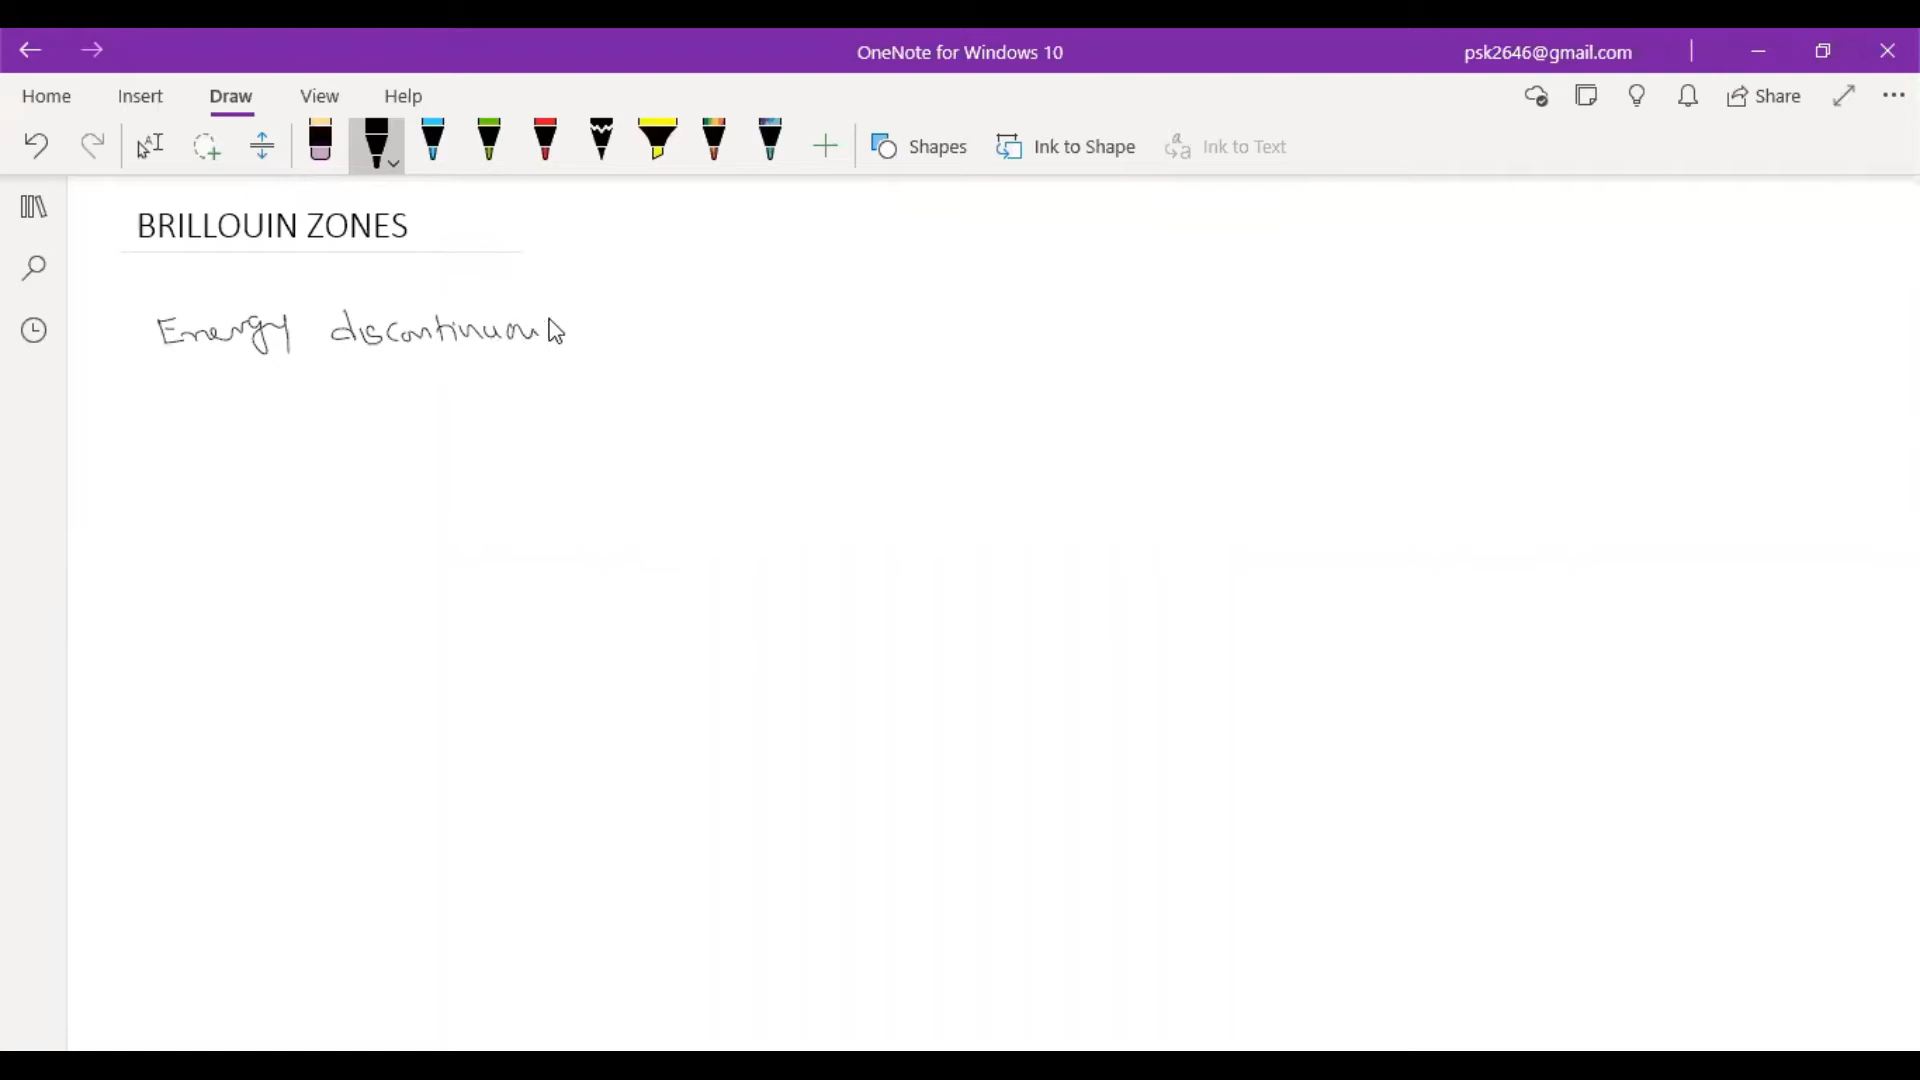 OneNote for Windows 10
psk2646@gmail.com
Home Insert Draw View Help
Share
Shapes Ink to Shape Ink to Text
BRILLOUIN ZONES
Energy discontinuou